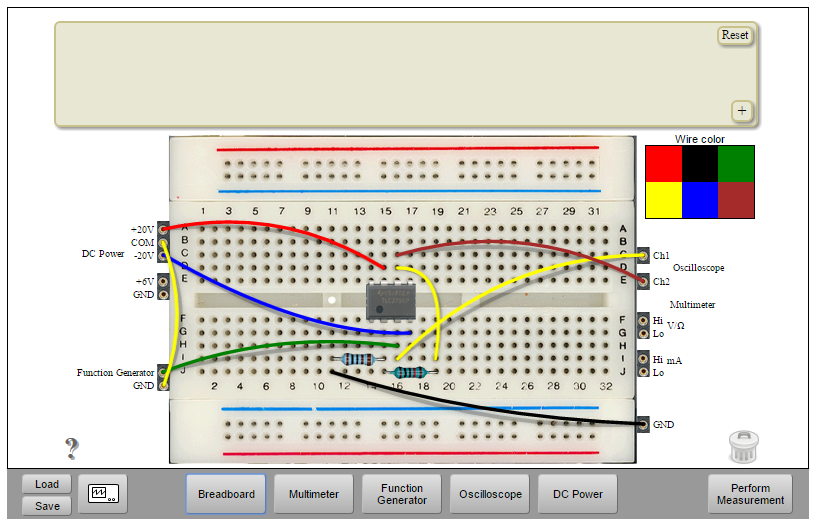 Reset
+
Wire color
1 3 5 7 9 11 13 15 17 19 21 23 25 27 29 31
A A
B B
C C
D D
E E
F F
G G
H H
I I
J J
2 4 6 8 10 12 14 16 18 20 22 23 24 26 28 30 32
+20V
COM
DC Power -20V
+6V
GND
Function Generator
GND
Ch1
Oscilloscope
Ch2
Multimeter
Hi V/Ω
Lo
Hi mA
Lo
GND
?
Load
Save
Breadboard
Multimeter
Function
Generator
Oscilloscope
DC Power
Perform
Measurement